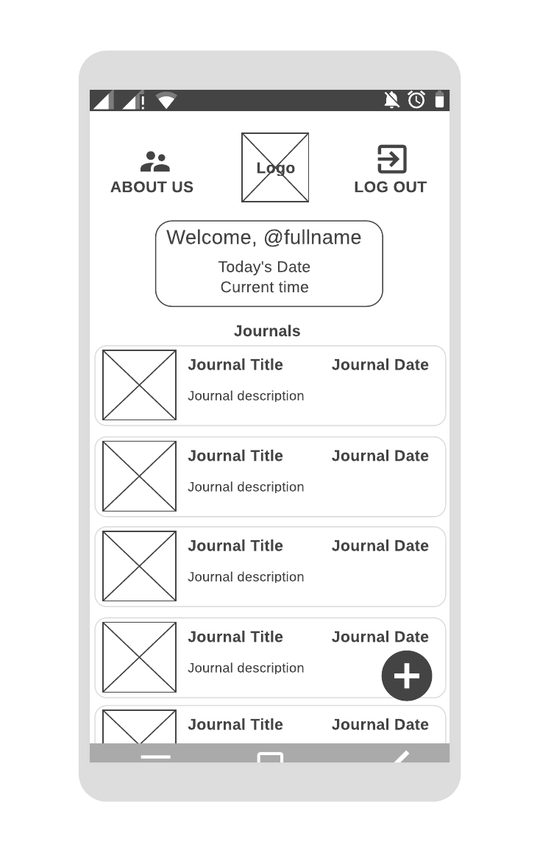 Logo
ABOUT US
LOG OUT
Welcome, @fullname
Today's Date
Current time
Journals
Journal Title Journal Date
Journal description
Journal Title Journal Date
Journal description
Journal Title Journal Date
Journal description
Journal Title Journal Date
Journal description
Journal Title Journal Date